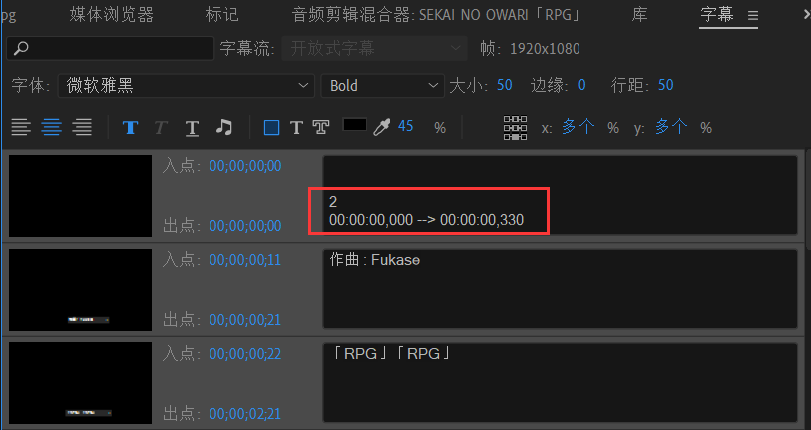 pg 媒体浏览器 标记 音频剪辑混合器: SEKAI NO OWARI「RPG」 库 字幕
字幕流: 开放式字幕 帧: 1920x1080
字体: 微软雅黑 Bold 大小: 50 边缘: 0 行距: 50
T T T T T 45 % x: 多个 % y: 多个 %
入点: 00;00;00;00
2
00:00:00,000 --> 00:00:00,330
出点: 00;00;00;00
入点: 00;00;00;11 作曲 : Fukase
出点: 00;00;00;21
入点: 00;00;00;22 「RPG」「RPG」
出点: 00;00;02;21